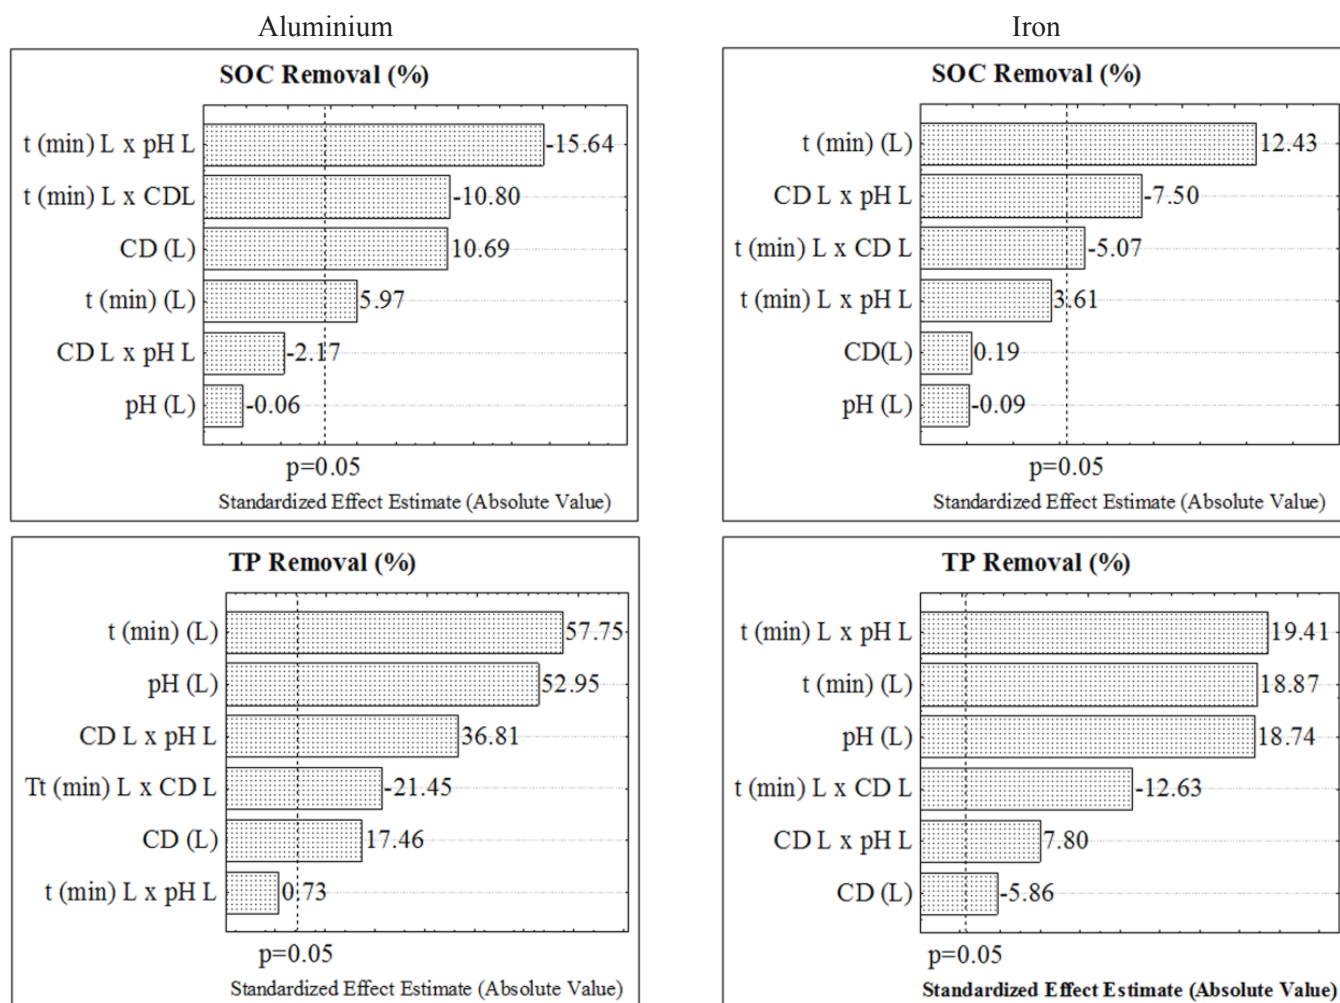 Aluminium
SOC Removal (%)
t (min) L x pH L -15.64
t (min) L x CDL -10.80
CD (L) 10.69
t (min) (L) 5.97
CD L x pH L -2.17
pH (L) -0.06
p=0.05
Standardized Effect Estimate (Absolute Value)
Iron
SOC Removal (%)
t (min) (L) 12.43
CD L x pH L -7.50
t (min) L x CD L -5.07
t (min) L x pH L 3.61
CD(L) 0.19
pH (L) -0.09
p=0.05
Standardized Effect Estimate (Absolute Value)
TP Removal (%)
t (min) (L) 57.75
pH (L) 52.95
CD L x pH L 36.81
Tt (min) L x CD L -21.45
CD (L) 17.46
t (min) L x pH L 0.73
p=0.05
Standardized Effect Estimate (Absolute Value)
TP Removal (%)
t (min) L x pH L 19.41
t (min) (L) 18.87
pH (L) 18.74
t (min) L x CD L -12.63
CD L x pH L 7.80
CD (L) -5.86
p=0.05
Standardized Effect Estimate (Absolute Value)